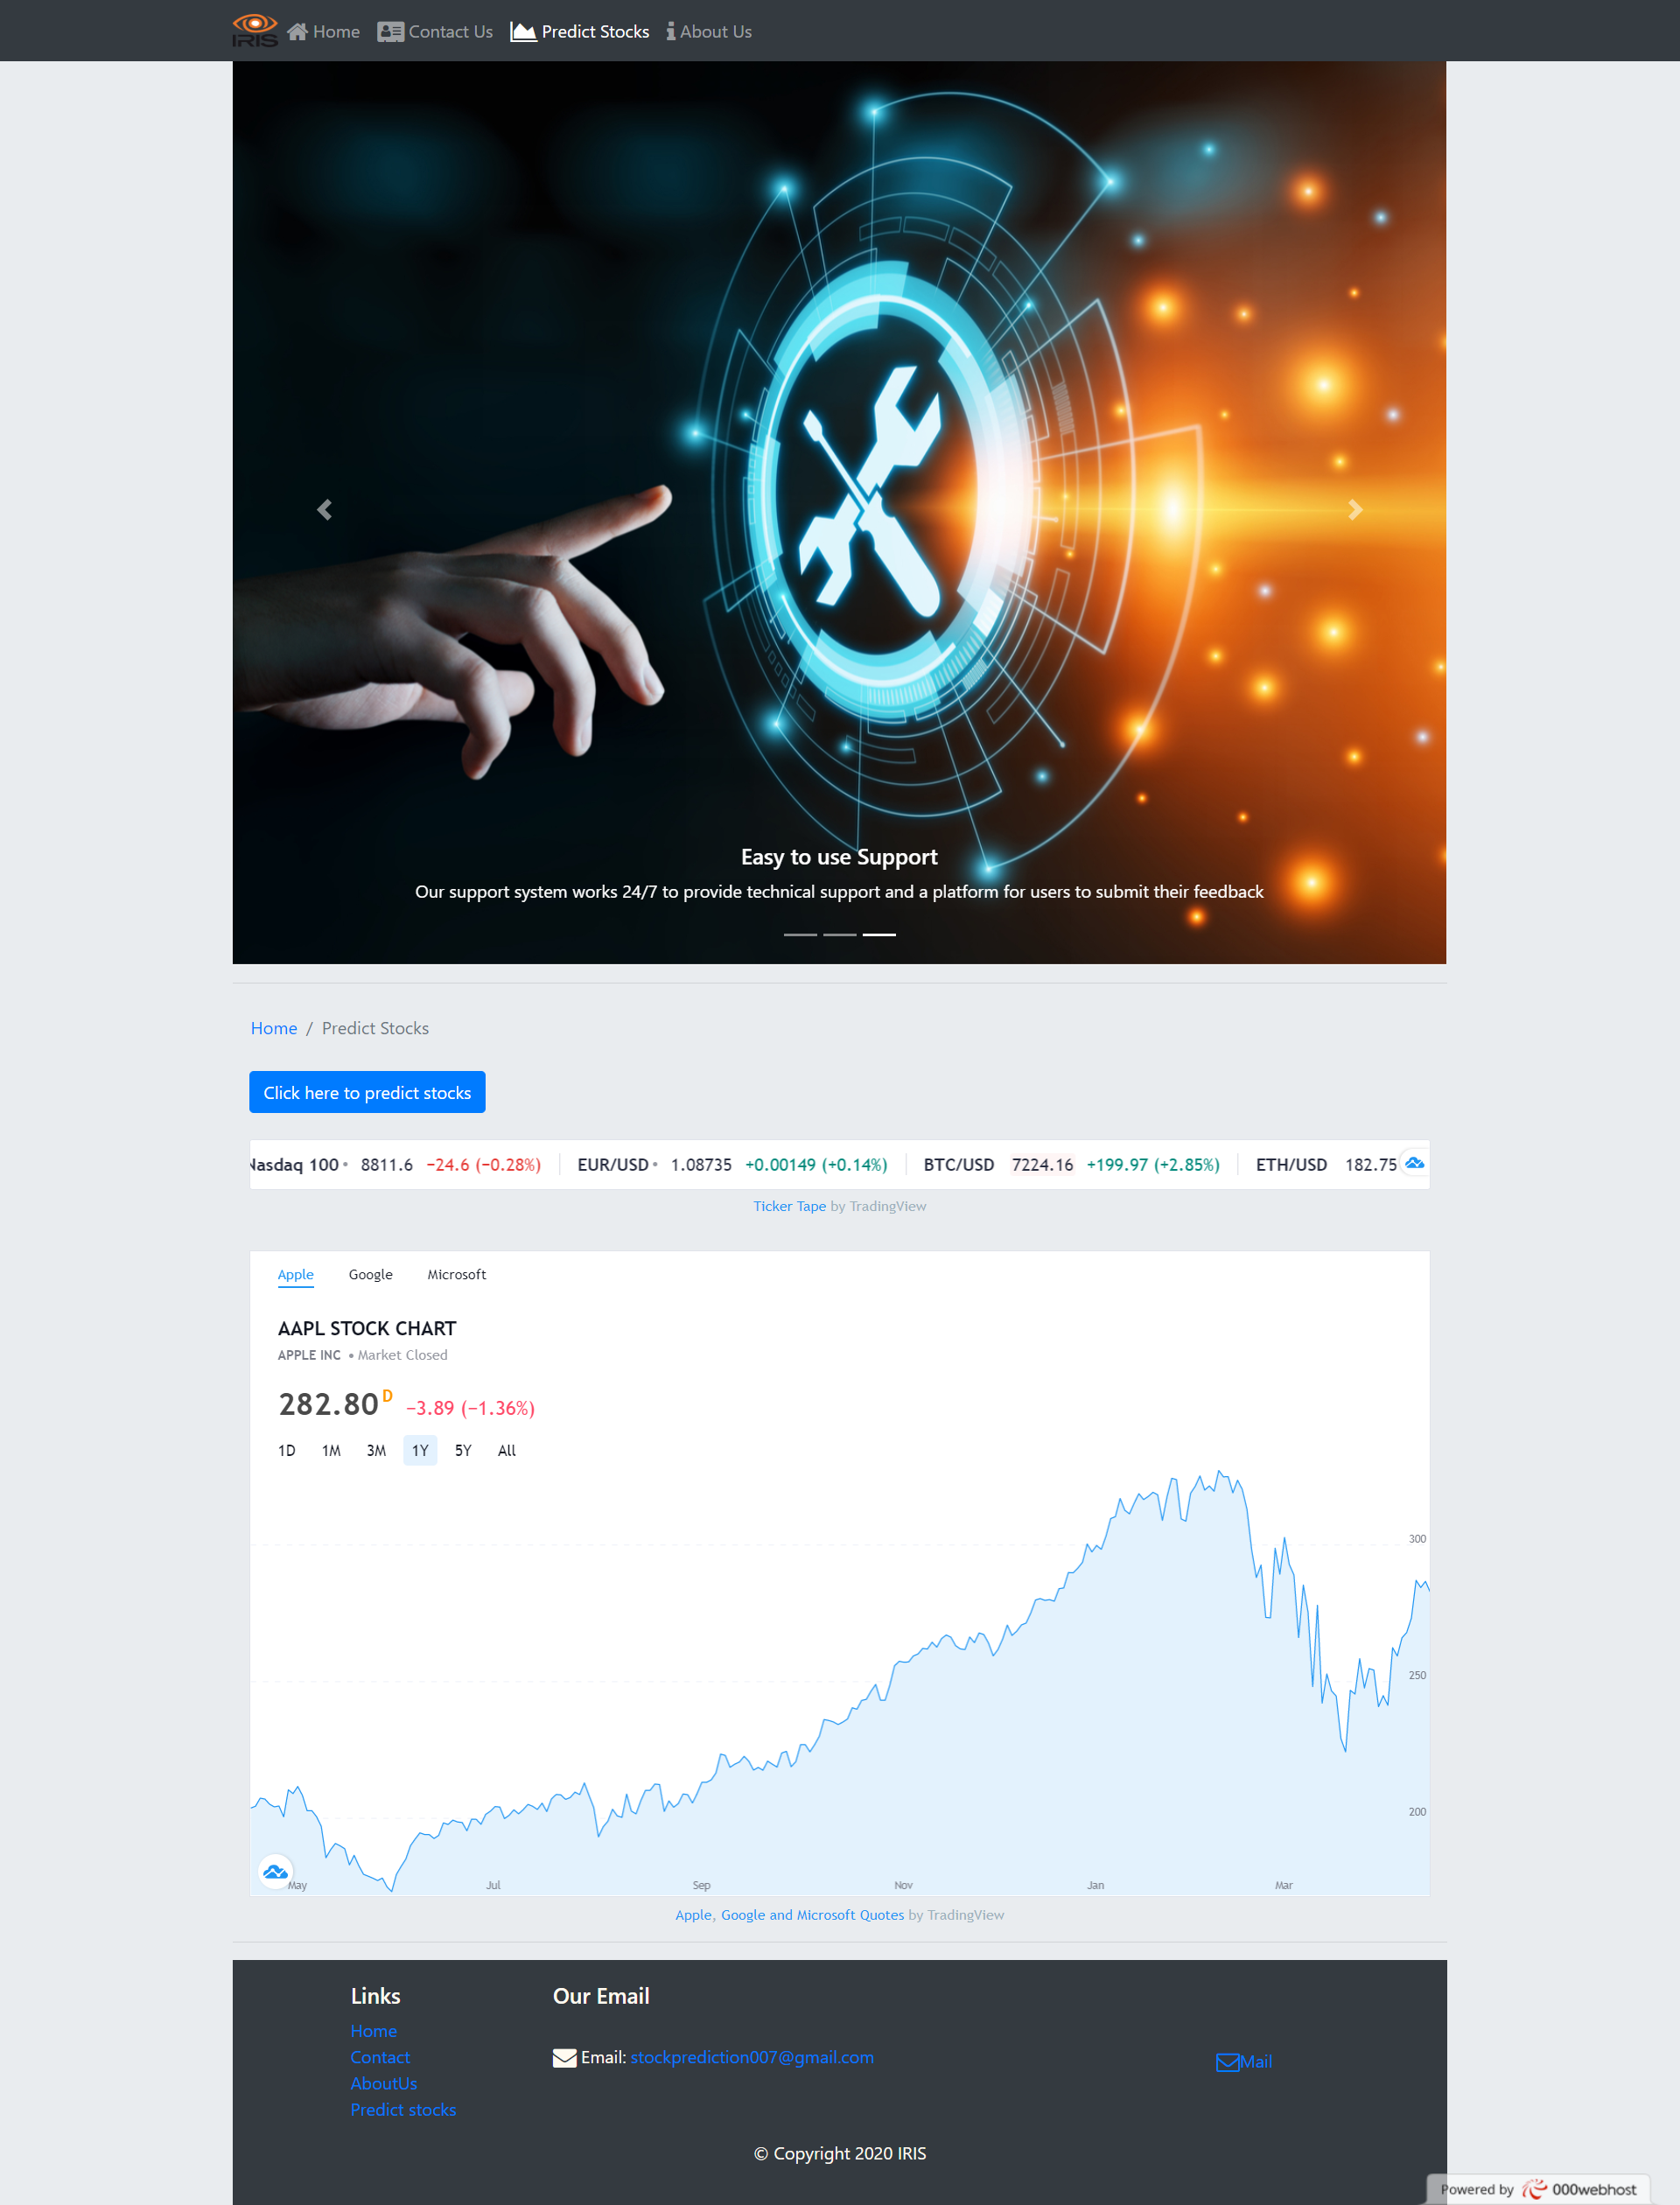 IRIS Home Contact Us Predict Stocks About Us
Easy to use Support
Our support system works 24/7 to provide technical support and a platform for users to submit their feedback
Home / Predict Stocks
Click here to predict stocks
Nasdaq 100 8811.6 −24.6 (−0.28%) EUR/USD 1.08735 +0.00149 (+0.14%) BTC/USD 7224.16 +199.97 (+2.85%) ETH/USD 182.75
Ticker Tape by TradingView
Apple Google Microsoft
AAPL STOCK CHART
APPLE INC • Market Closed
282.80 D −3.89 (−1.36%)
1D 1M 3M 1Y 5Y All
300
250
200
May Jul Sep Nov Jan Mar
Apple, Google and Microsoft Quotes by TradingView
Links
Home
Contact
AboutUs
Predict stocks
Our Email
Email: stockprediction007@gmail.com
Mail
© Copyright 2020 IRIS
Powered by 000webhost